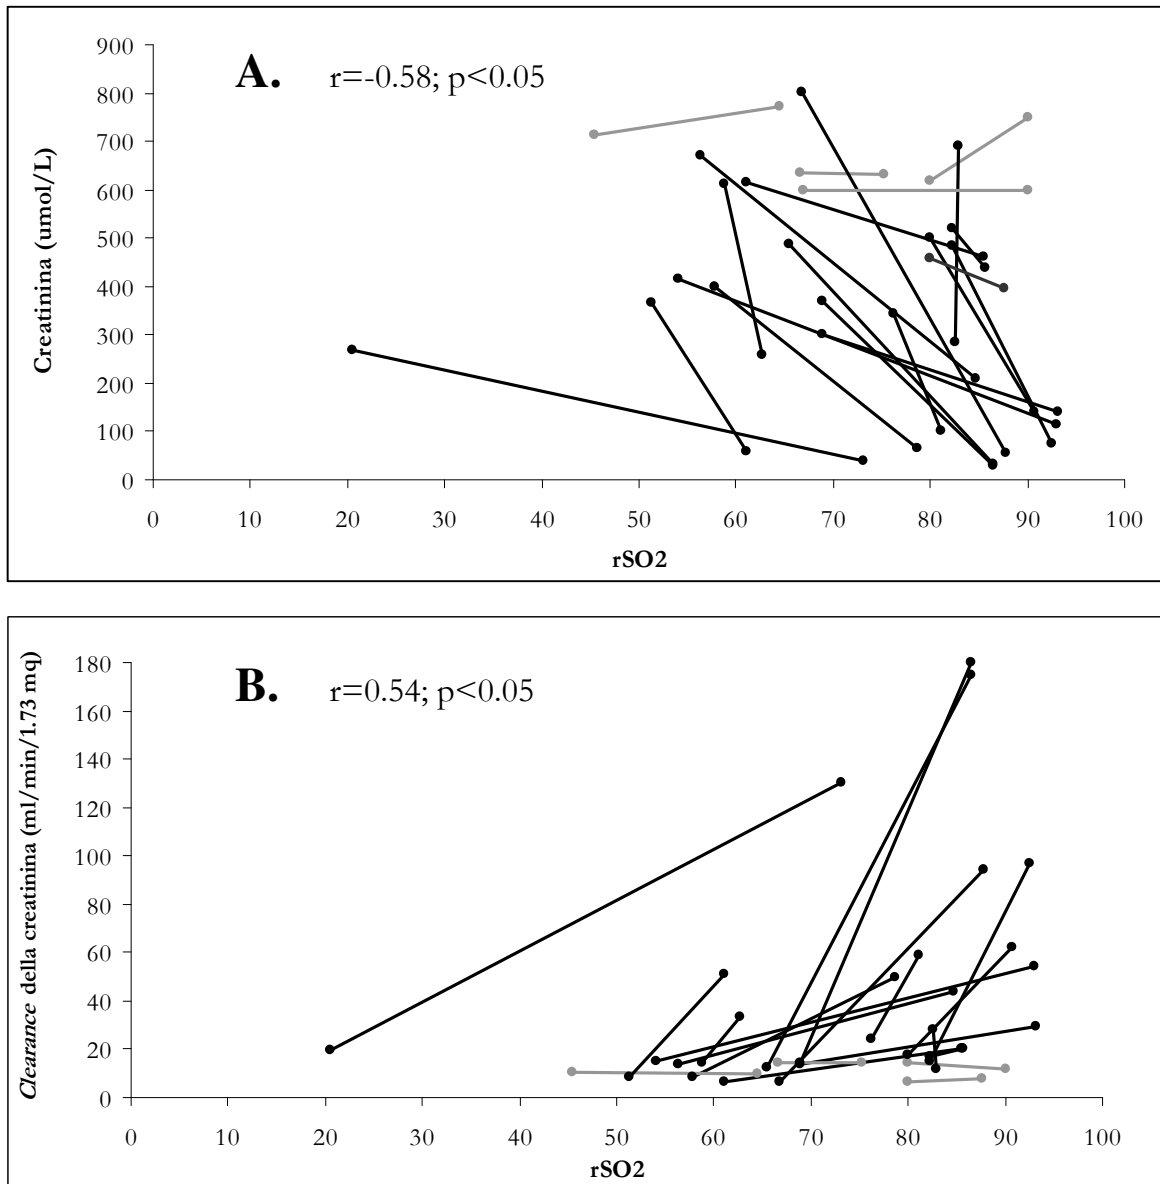 A. r=-0.58; p<0.05
Creatinina (umol/L)
900
800
700
600
500
400
300
200
100
0
0 10 20 30 40 50 60 70 80 90 100
rSO2
B. r=0.54; p<0.05
Clearance della creatinina (ml/min/1.73 mq)
180
160
140
120
100
80
60
40
20
0
0 10 20 30 40 50 60 70 80 90 100
rSO2